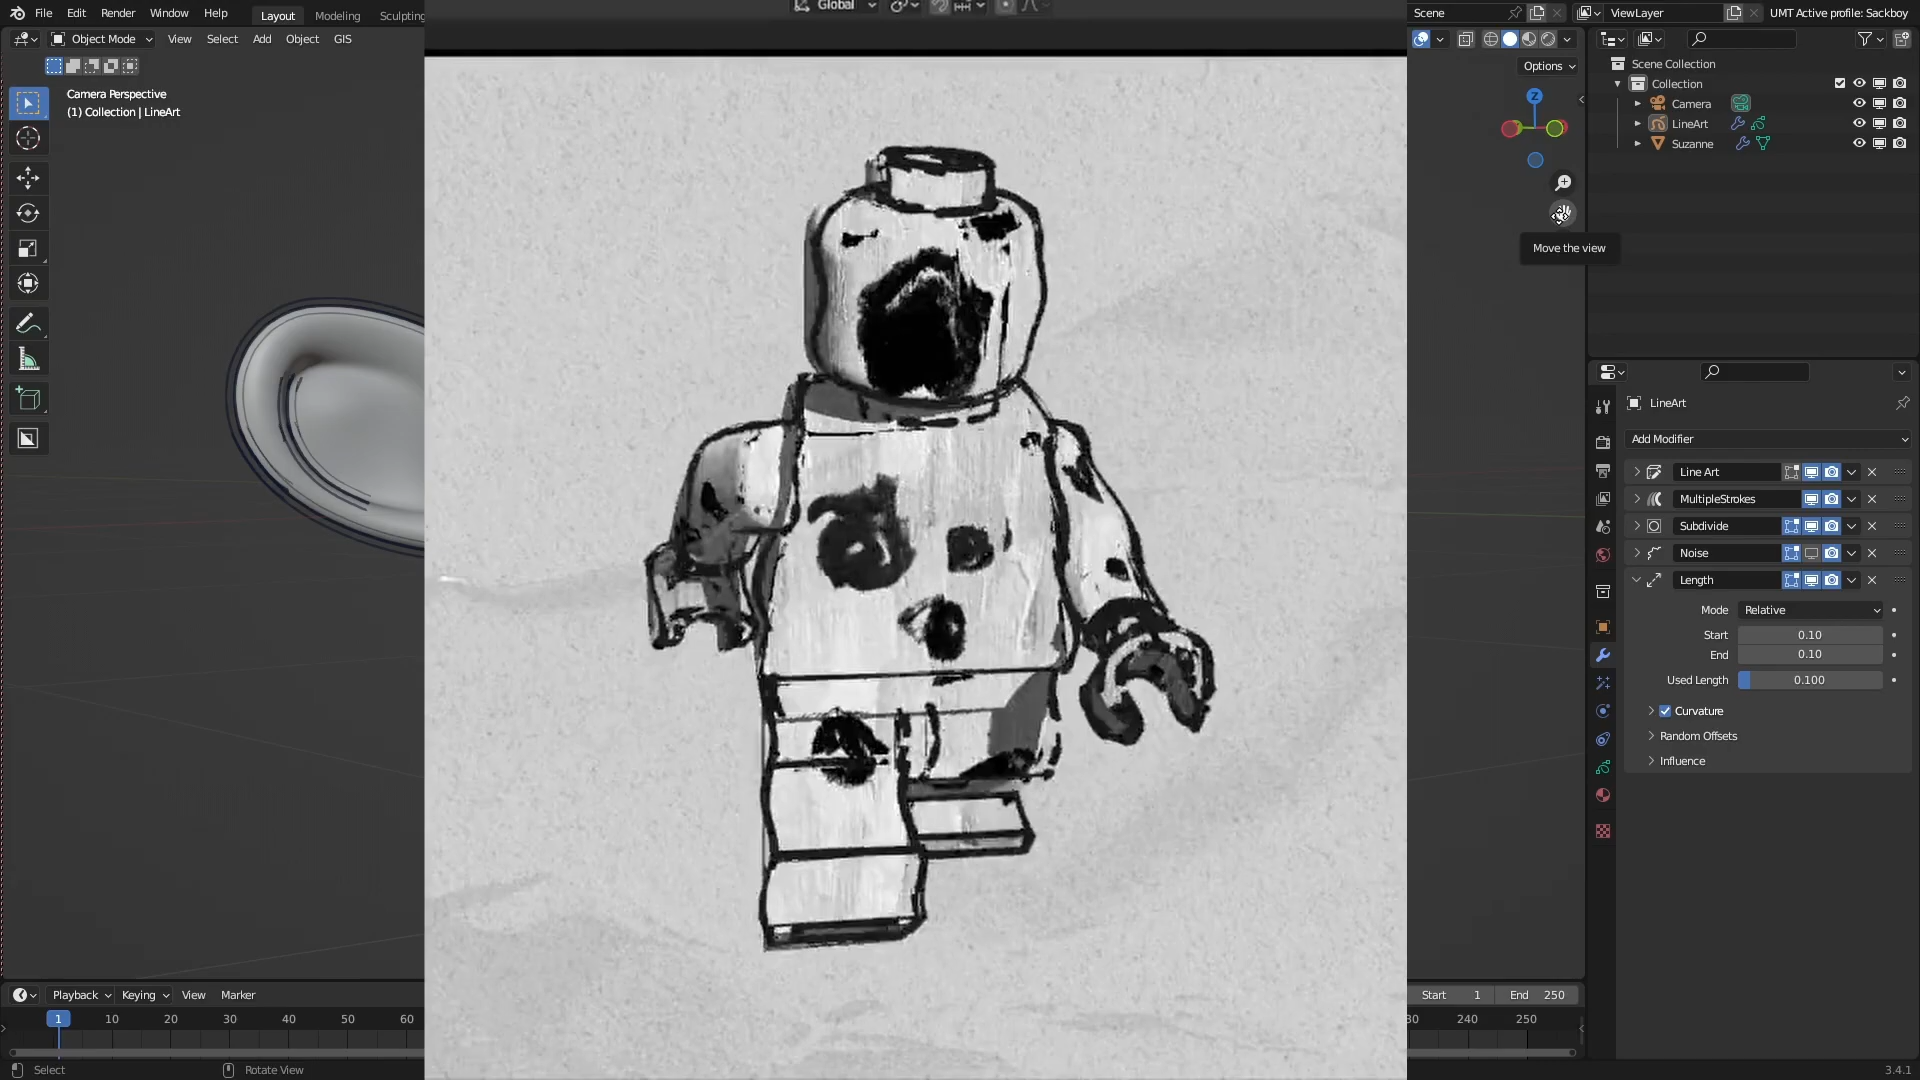 File Edit Render Window Help Layout Modeling Sculpting
Global
Scene ViewLayer UMT Active profile: Sackboy
Object Mode View Select Add Object GIS
Options
Camera Perspective
(1) Collection | LineArt
Z
Move the view
Scene Collection
Collection
Camera
LineArt
Suzanne
LineArt
Add Modifier
Line Art
MultipleStrokes
Subdivide
Noise
Length
Mode Relative
Start 0.10
End 0.10
Used Length 0.100
Curvature
Random Offsets
Influence
Playback Keying View Marker
Start 1 End 250
1 10 20 30 40 50 60 30 240 250
Select Rotate View 3.4.1